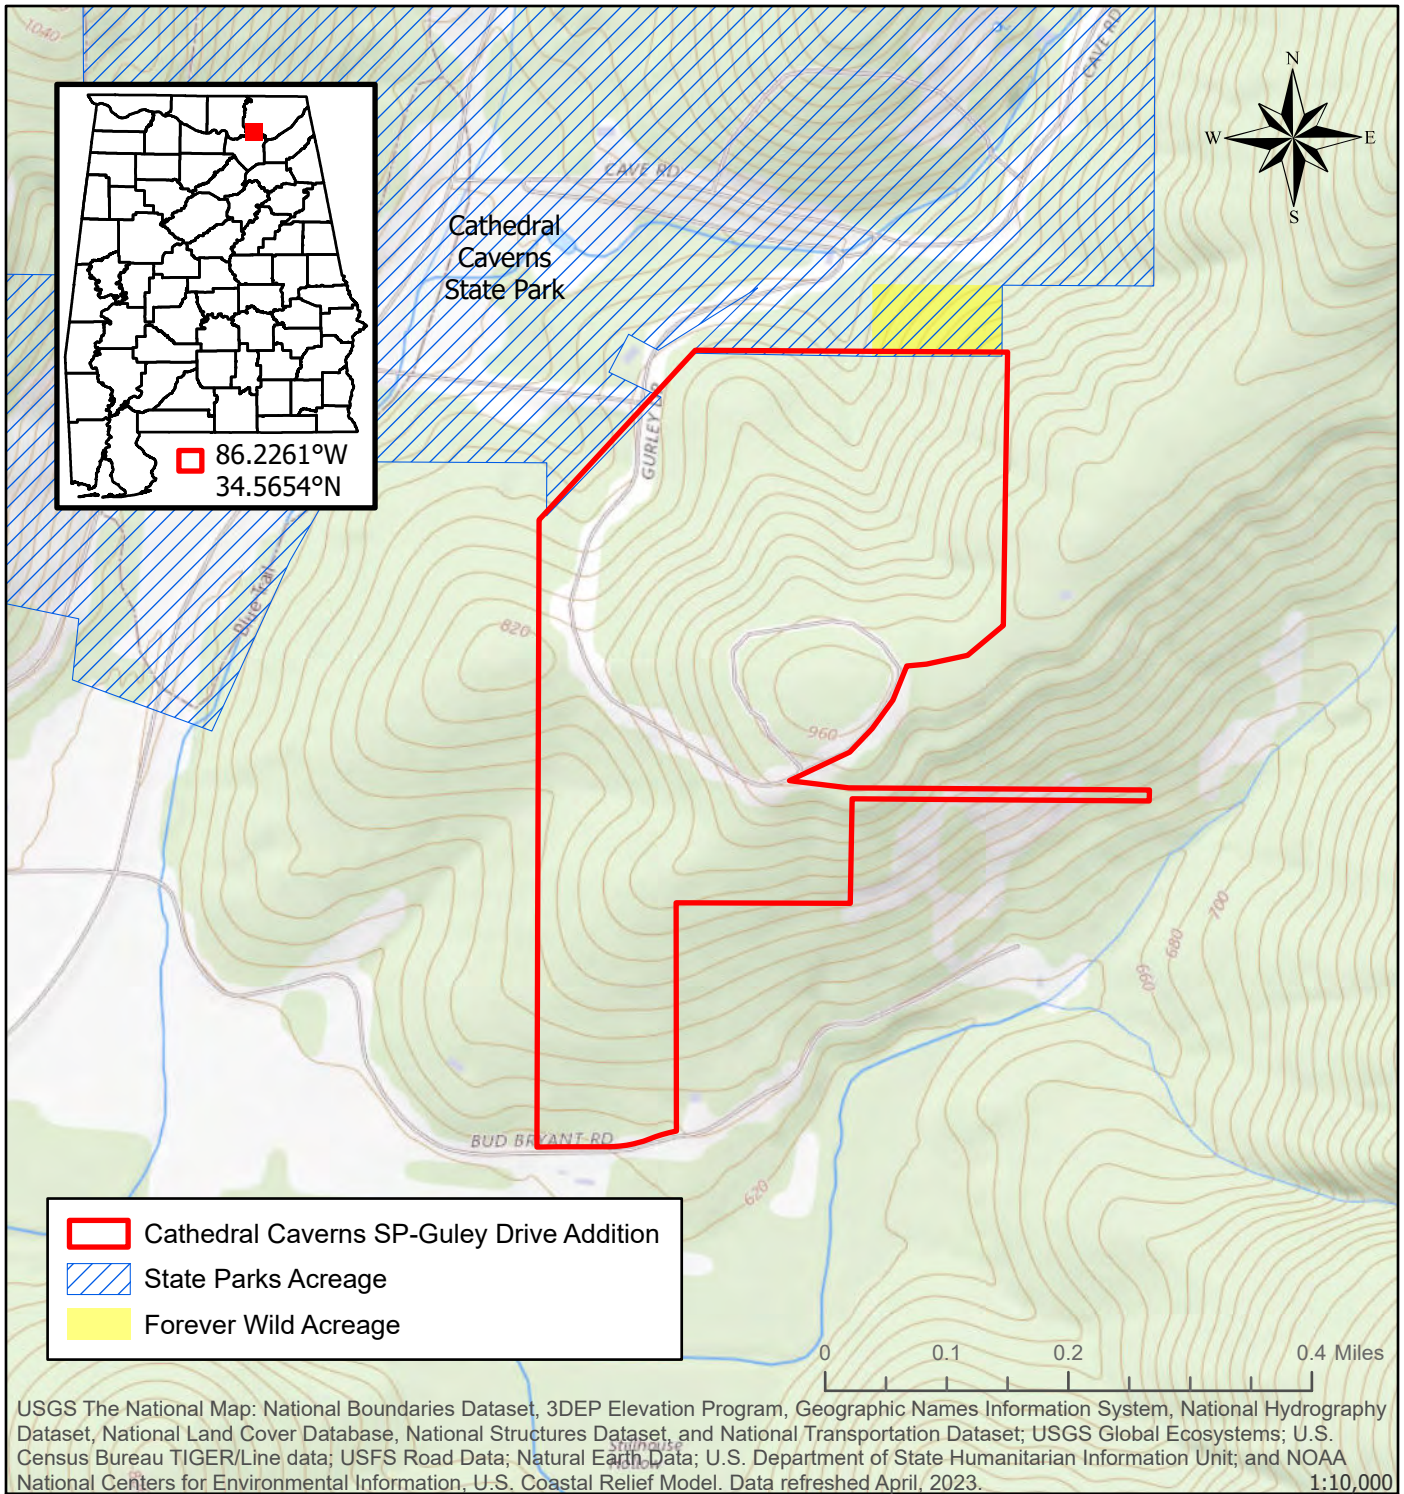 1040
CAVE RD
N
W
E
S
CAVE RD
Cathedral
Caverns
State Park
86.2261°W
34.5654°N
GURLEY DR
Blue Trail
820
960
700
680
660
BUD BRYANT RD
620
Cathedral Caverns SP-Guley Drive Addition
State Parks Acreage
Forever Wild Acreage
0 0.1 0.2 0.4 Miles
Stillhouse
Hollow
USGS The National Map: National Boundaries Dataset, 3DEP Elevation Program, Geographic Names Information System, National Hydrography
Dataset, National Land Cover Database, National Structures Dataset, and National Transportation Dataset; USGS Global Ecosystems; U.S.
Census Bureau TIGER/Line data; USFS Road Data; Natural Earth Data; U.S. Department of State Humanitarian Information Unit; and NOAA
National Centers for Environmental Information, U.S. Coastal Relief Model. Data refreshed April, 2023.
1:10,000